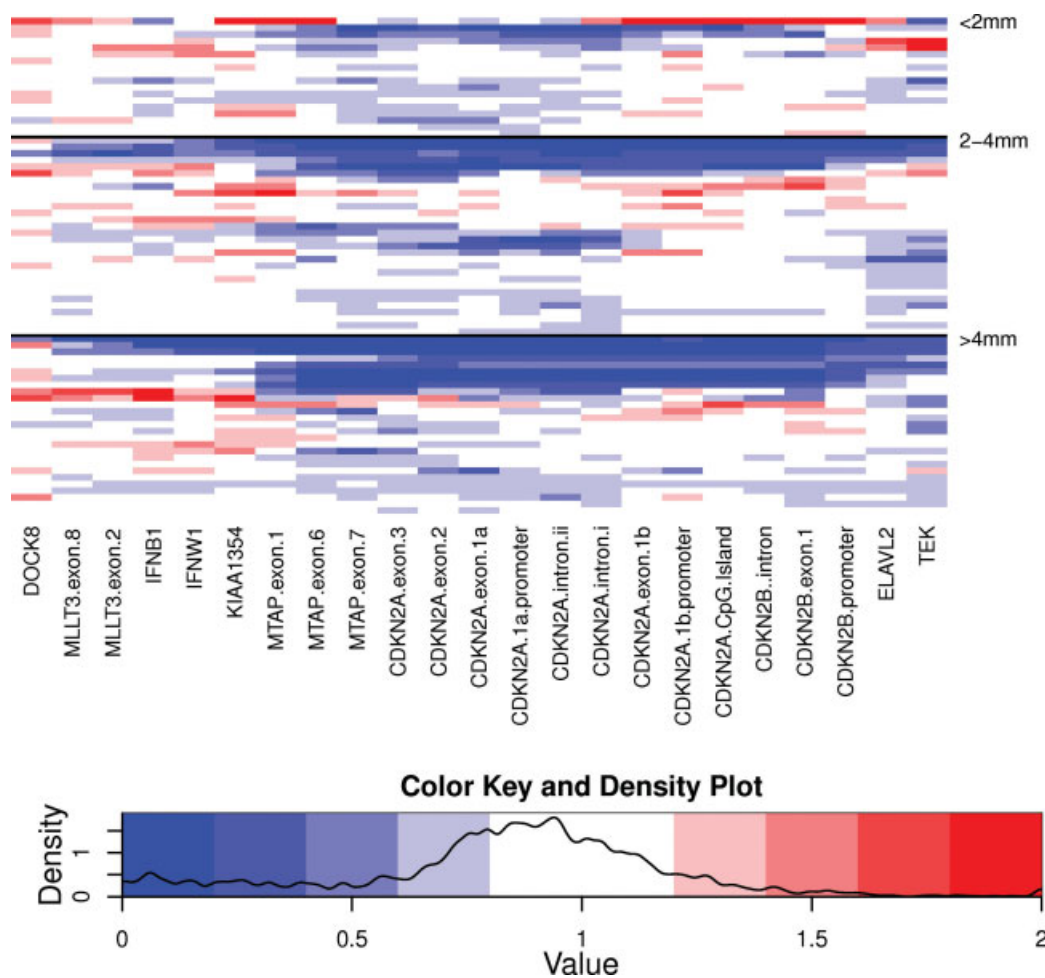 <2mm
2-4mm
>4mm
DOCK8
MLLT3.exon.8
MLLT3.exon.2
IFNB1
IFNW1
KIAA1354
MTAP.exon.1
MTAP.exon.6
MTAP.exon.7
CDKN2A.exon.3
CDKN2A.exon.2
CDKN2A.exon.1a
CDKN2A.1a.promoter
CDKN2A.intron.ii
CDKN2A.intron.i
CDKN2A.exon.1b
CDKN2A.1b.promoter
CDKN2A.CpG.Island
CDKN2B..intron
CDKN2B.exon.1
CDKN2B.promoter
ELAVL2
TEK
Color Key and Density Plot
Density
0 1
0 0.5 1 1.5 2
Value